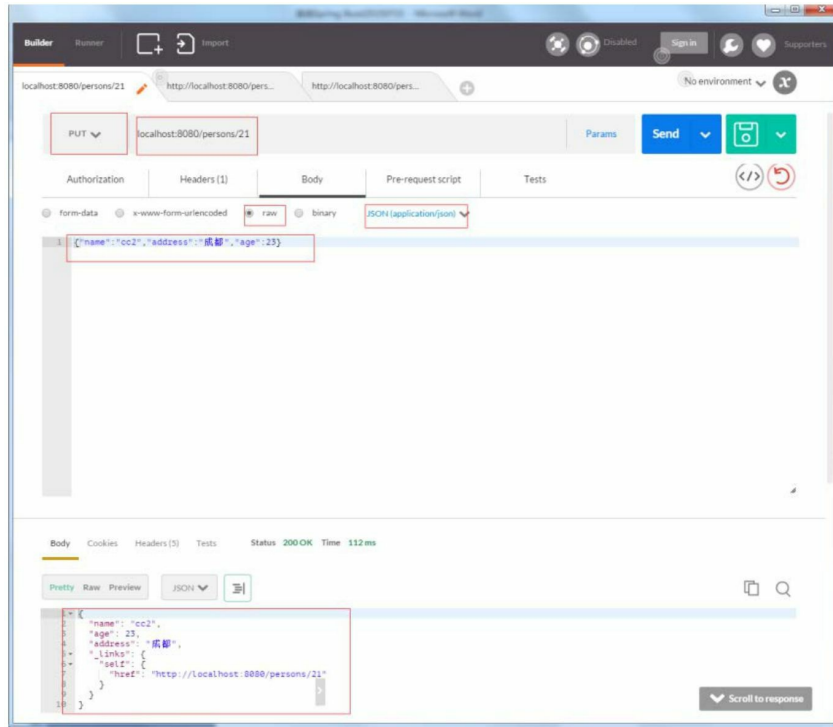 Builder Runner Import Disabled Sign in Supporters
localhost:8080/persons/21 http://localhost:8080/pers... http://localhost:8080/pers... No environment
PUT localhost:8080/persons/21 Params Send
Authorization Headers (1) Body Pre-request script Tests
form-data x-www-form-urlencoded raw binary JSON (application/json)
1 {"name":"cc2","address":"成都","age":23}
Body Cookies Headers (5) Tests Status 200 OK Time 112 ms
Pretty Raw Preview JSON
1 {
2 "name": "cc2",
3 "age": 23,
4 "address": "成都",
5 "_links": {
6 "self": {
7 "href": "http://localhost:8080/persons/21"
8 }
9 }
10 }
Scroll to response